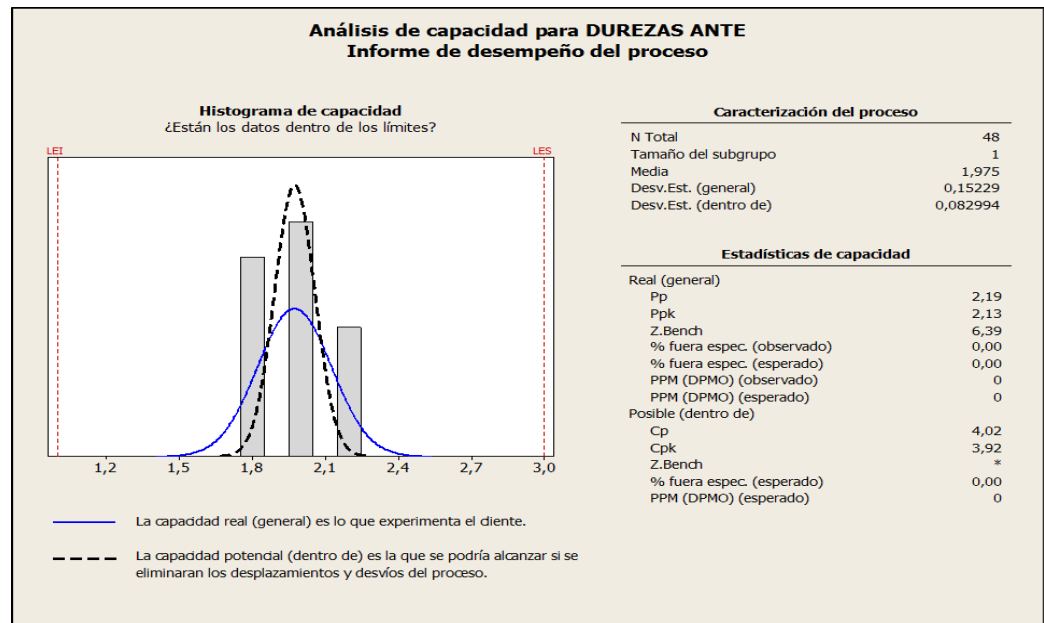 Análisis de capacidad para DUREZAS ANTE
Informe de desempeño del proceso
Histograma de capacidad
¿Están los datos dentro de los límites?
LEI
LES
1,2 1,5 1,8 2,1 2,4 2,7 3,0
La capacidad real (general) es lo que experimenta el cliente.
La capacidad potencial (dentro de) es la que se podría alcanzar si se
eliminaran los desplazamientos y desvíos del proceso.
Caracterización del proceso
N Total 48
Tamaño del subgrupo 1
Media 1,975
Desv.Est. (general) 0,15229
Desv.Est. (dentro de) 0,082994
Estadísticas de capacidad
Real (general)
Pp 2,19
Ppk 2,13
Z.Bench 6,39
% fuera espec. (observado) 0,00
% fuera espec. (esperado) 0,00
PPM (DPMO) (observado) 0
PPM (DPMO) (esperado) 0
Posible (dentro de)
Cp 4,02
Cpk 3,92
Z.Bench *
% fuera espec. (esperado) 0,00
PPM (DPMO) (esperado) 0